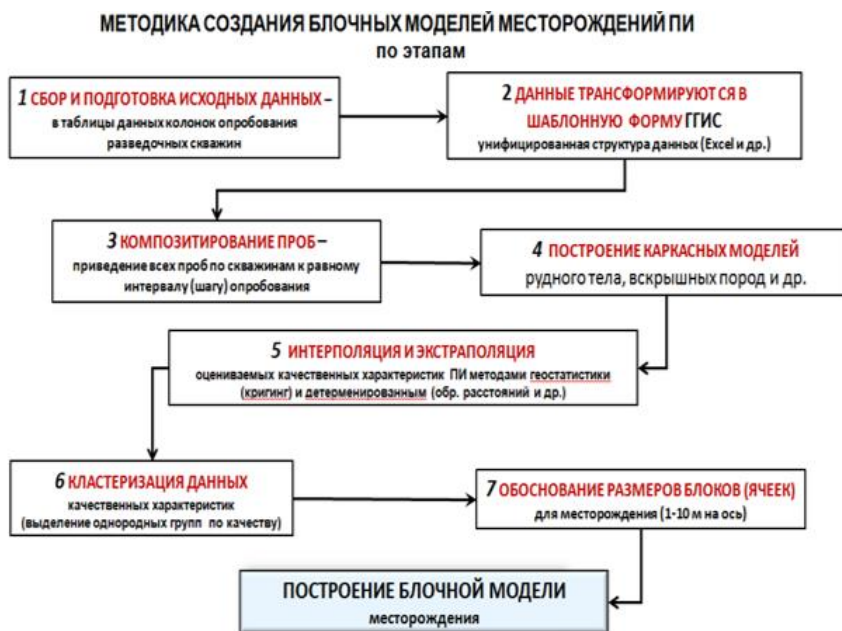 МЕТОДИКА СОЗДАНИЯ БЛОЧНЫХ МОДЕЛЕЙ МЕСТОРОЖДЕНИЙ ПИ
по этапам
1 СБОР И ПОДГОТОВКА ИСХОДНЫХ ДАННЫХ –
в таблицы данных колонок опробования
разведочных скважин
2 ДАННЫЕ ТРАНСФОРМИРУЮТ СЯ В
ШАБЛОННУЮ ФОРМУ ГГИС
унифицированная структура данных (Excel и др.)
3 КОМПОЗИТИРОВАНИЕ ПРОБ –
приведение всех проб по скважинам к равному
интервалу (шагу) опробования
4 ПОСТРОЕНИЕ КАРКАСНЫХ МОДЕЛЕЙ
рудного тела, вскрышных пород и др.
5 ИНТЕРПОЛЯЦИЯ И ЭКСТРАПОЛЯЦИЯ
оцениваемых качественных характеристик ПИ методами геостатистики
(кригинг) и детерменированным (обр. расстояний и др.)
6 КЛАСТЕРИЗАЦИЯ ДАННЫХ
качественных характеристик
(выделение однородных групп по качеству)
7 ОБОСНОВАНИЕ РАЗМЕРОВ БЛОКОВ (ЯЧЕЕК)
для месторождения (1-10 м на ось)
ПОСТРОЕНИЕ БЛОЧНОЙ МОДЕЛИ
месторождения